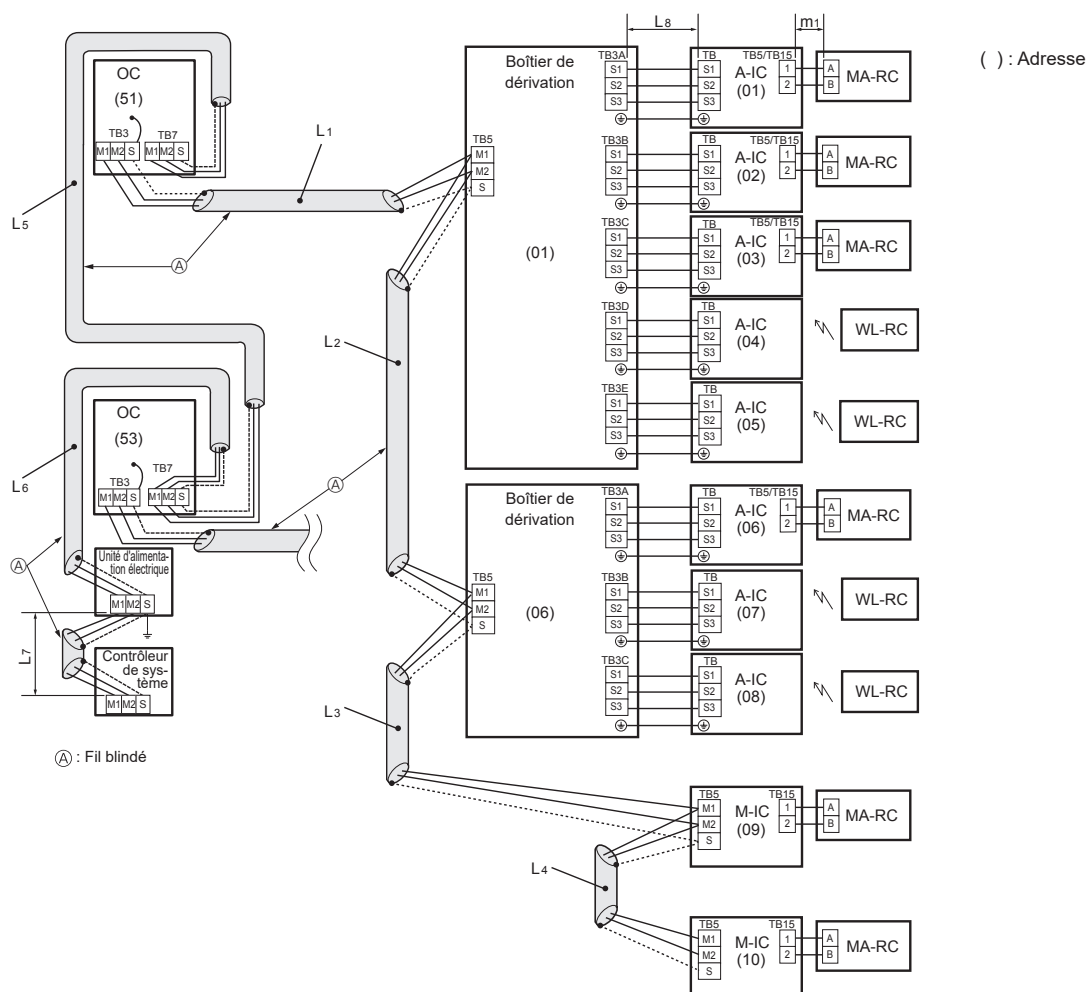 ( ) : Adresse
OC
(51)
TB3
TB7
M1 M2 S
M1 M2 S
L1
L5
A
L2
OC
(53)
TB3
TB7
M1 M2 S
M1 M2 S
L6
A
A
Unité d'alimenta-
tion électrique
M1 M2 S
L7
Contrôleur
de sys-
tème
M1 M2 S
A : Fil blindé
L3
L4
L8
m1
Boîtier de
dérivation
(01)
TB5
M1
M2
S
TB3A
S1
S2
S3
TB
S1
S2
S3
A-IC
(01)
TB5/TB15
1
2
A
B
MA-RC
TB3B
S1
S2
S3
TB
S1
S2
S3
A-IC
(02)
TB5/TB15
1
2
A
B
MA-RC
TB3C
S1
S2
S3
TB
S1
S2
S3
A-IC
(03)
TB5/TB15
1
2
A
B
MA-RC
TB3D
S1
S2
S3
TB
S1
S2
S3
A-IC
(04)
WL-RC
TB3E
S1
S2
S3
TB
S1
S2
S3
A-IC
(05)
WL-RC
Boîtier de
dérivation
(06)
TB5
M1
M2
S
TB3A
S1
S2
S3
TB
S1
S2
S3
A-IC
(06)
TB5/TB15
1
2
A
B
MA-RC
TB3B
S1
S2
S3
TB
S1
S2
S3
A-IC
(07)
WL-RC
TB3C
S1
S2
S3
TB
S1
S2
S3
A-IC
(08)
WL-RC
TB5
M1
M2
S
M-IC
(09)
TB15
1
2
A
B
MA-RC
TB5
M1
M2
S
M-IC
(10)
TB15
1
2
A
B
MA-RC